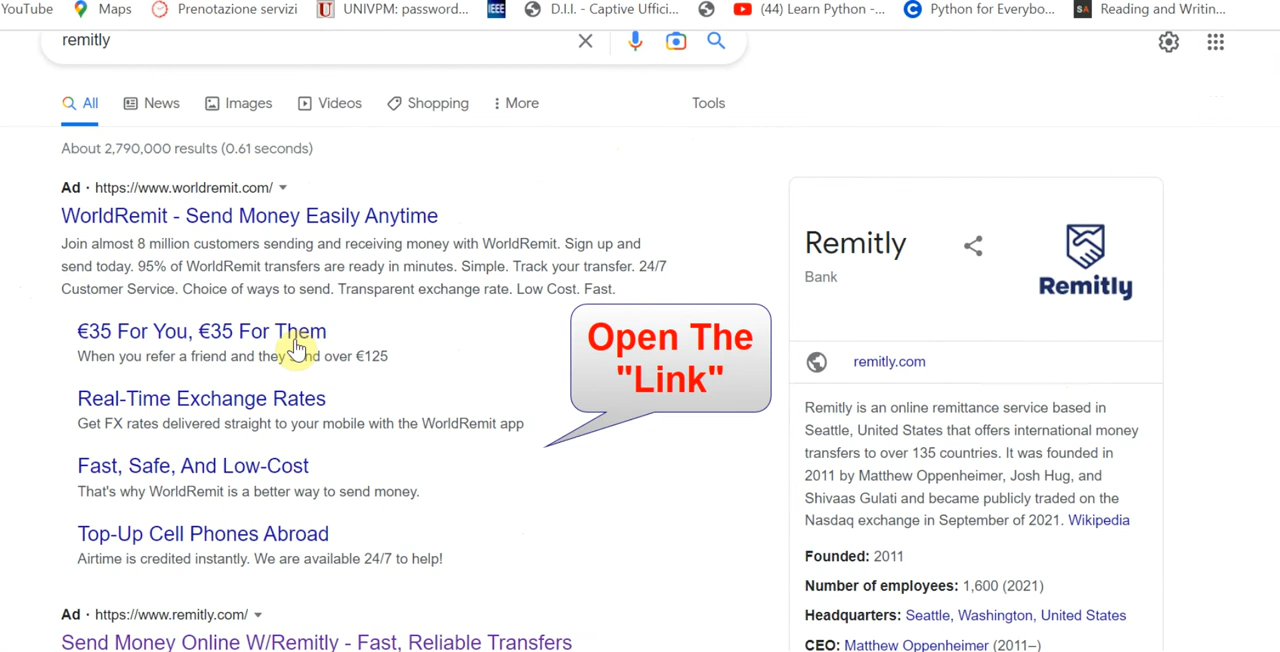 YouTube Maps Prenotazione servizi UNIVPM: password... IEEE D.I.I. - Captive Uffici... (44) Learn Python -... Python for Everybo... SA Reading and Writin...
remitly
All News Images Videos Shopping More Tools
About 2,790,000 results (0.61 seconds)
Ad · https://www.worldremit.com/
WorldRemit - Send Money Easily Anytime
Join almost 8 million customers sending and receiving money with WorldRemit. Sign up and
send today. 95% of WorldRemit transfers are ready in minutes. Simple. Track your transfer. 24/7
Customer Service. Choice of ways to send. Transparent exchange rate. Low Cost. Fast.
€35 For You, €35 For Them
When you refer a friend and they send over €125
Real-Time Exchange Rates
Get FX rates delivered straight to your mobile with the WorldRemit app
Fast, Safe, And Low-Cost
That's why WorldRemit is a better way to send money.
Top-Up Cell Phones Abroad
Airtime is credited instantly. We are available 24/7 to help!
Ad · https://www.remitly.com/
Send Money Online W/Remitly - Fast, Reliable Transfers
Open The
"Link"
Remitly
Bank
Remitly
remitly.com
Remitly is an online remittance service based in
Seattle, United States that offers international money
transfers to over 135 countries. It was founded in
2011 by Matthew Oppenheimer, Josh Hug, and
Shivaas Gulati and became publicly traded on the
Nasdaq exchange in September of 2021. Wikipedia
Founded: 2011
Number of employees: 1,600 (2021)
Headquarters: Seattle, Washington, United States
CEO: Matthew Oppenheimer (2011–)